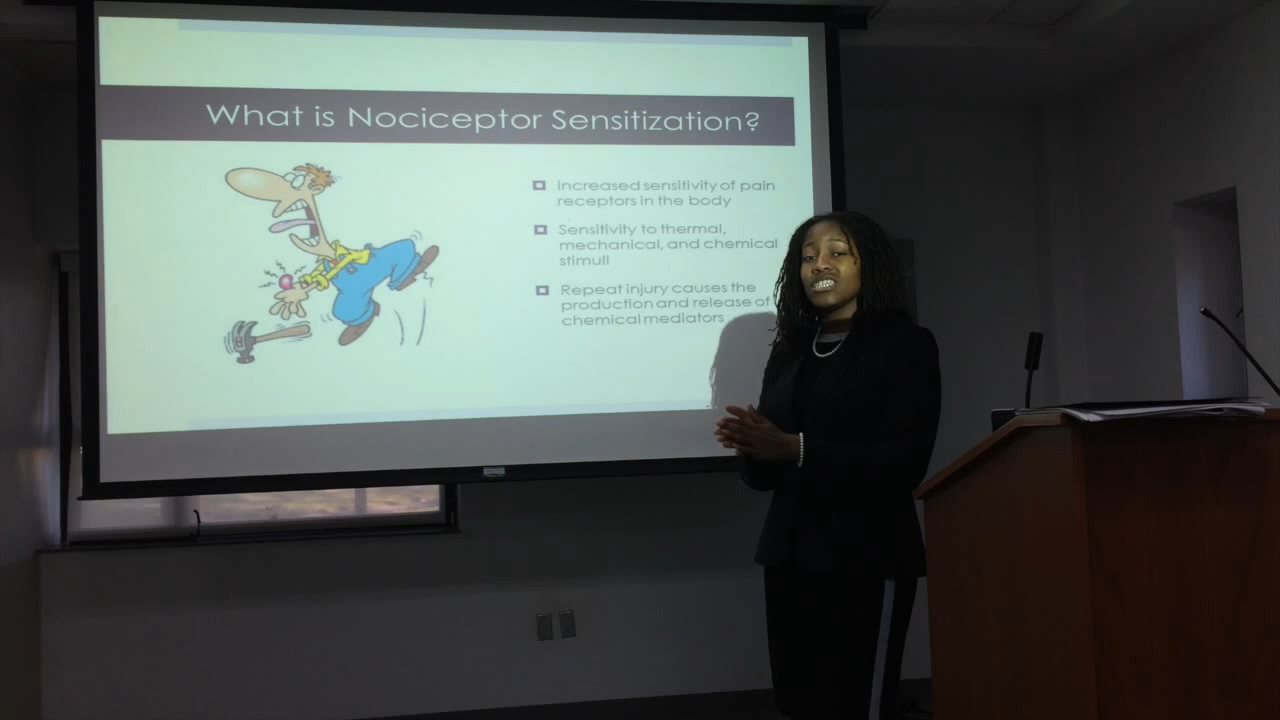 What is Nociceptor Sensitization?
Increased sensitivity of pain
receptors in the body
Sensitivity to thermal,
mechanical, and chemical
stimuli
Repeat injury causes the
production and release of
chemical mediators